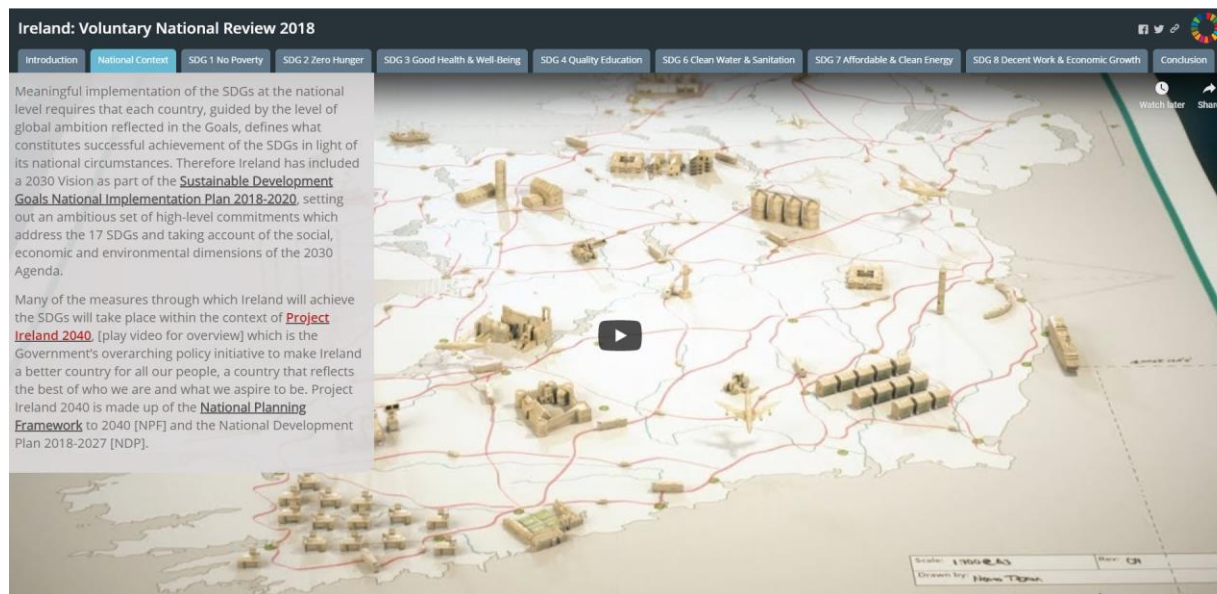 Ireland: Voluntary National Review 2018
Introduction
National Context
SDG 1 No Poverty
SDG 2 Zero Hunger
SDG 3 Good Health & Well-Being
SDG 4 Quality Education
SDG 6 Clean Water & Sanitation
SDG 7 Affordable & Clean Energy
SDG 8 Decent Work & Economic Growth
Conclusion
Meaningful implementation of the SDGs at the national
level requires that each country, guided by the level of
global ambition reflected in the Goals, defines what
constitutes successful achievement of the SDGs in light of
its national circumstances. Therefore Ireland has included
a 2030 Vision as part of the Sustainable Development
Goals National Implementation Plan 2018-2020, setting
out an ambitious set of high-level commitments which
address the 17 SDGs and taking account of the social,
economic and environmental dimensions of the 2030
Agenda.
Many of the measures through which Ireland will achieve
the SDGs will take place within the context of Project
Ireland 2040, [play video for overview] which is the
Government's overarching policy initiative to make Ireland
a better country for all our people, a country that reflects
the best of who we are and what we aspire to be. Project
Ireland 2040 is made up of the National Planning
Framework to 2040 [NPF] and the National Development
Plan 2018-2027 [NDP].
Watch later
Share
Scale:
Rev:
Drawn by: